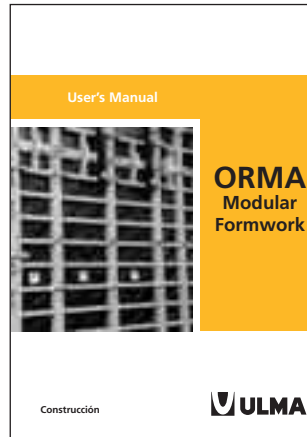 User's Manual
ORMA
Modular
Formwork
Construcción
ULMA